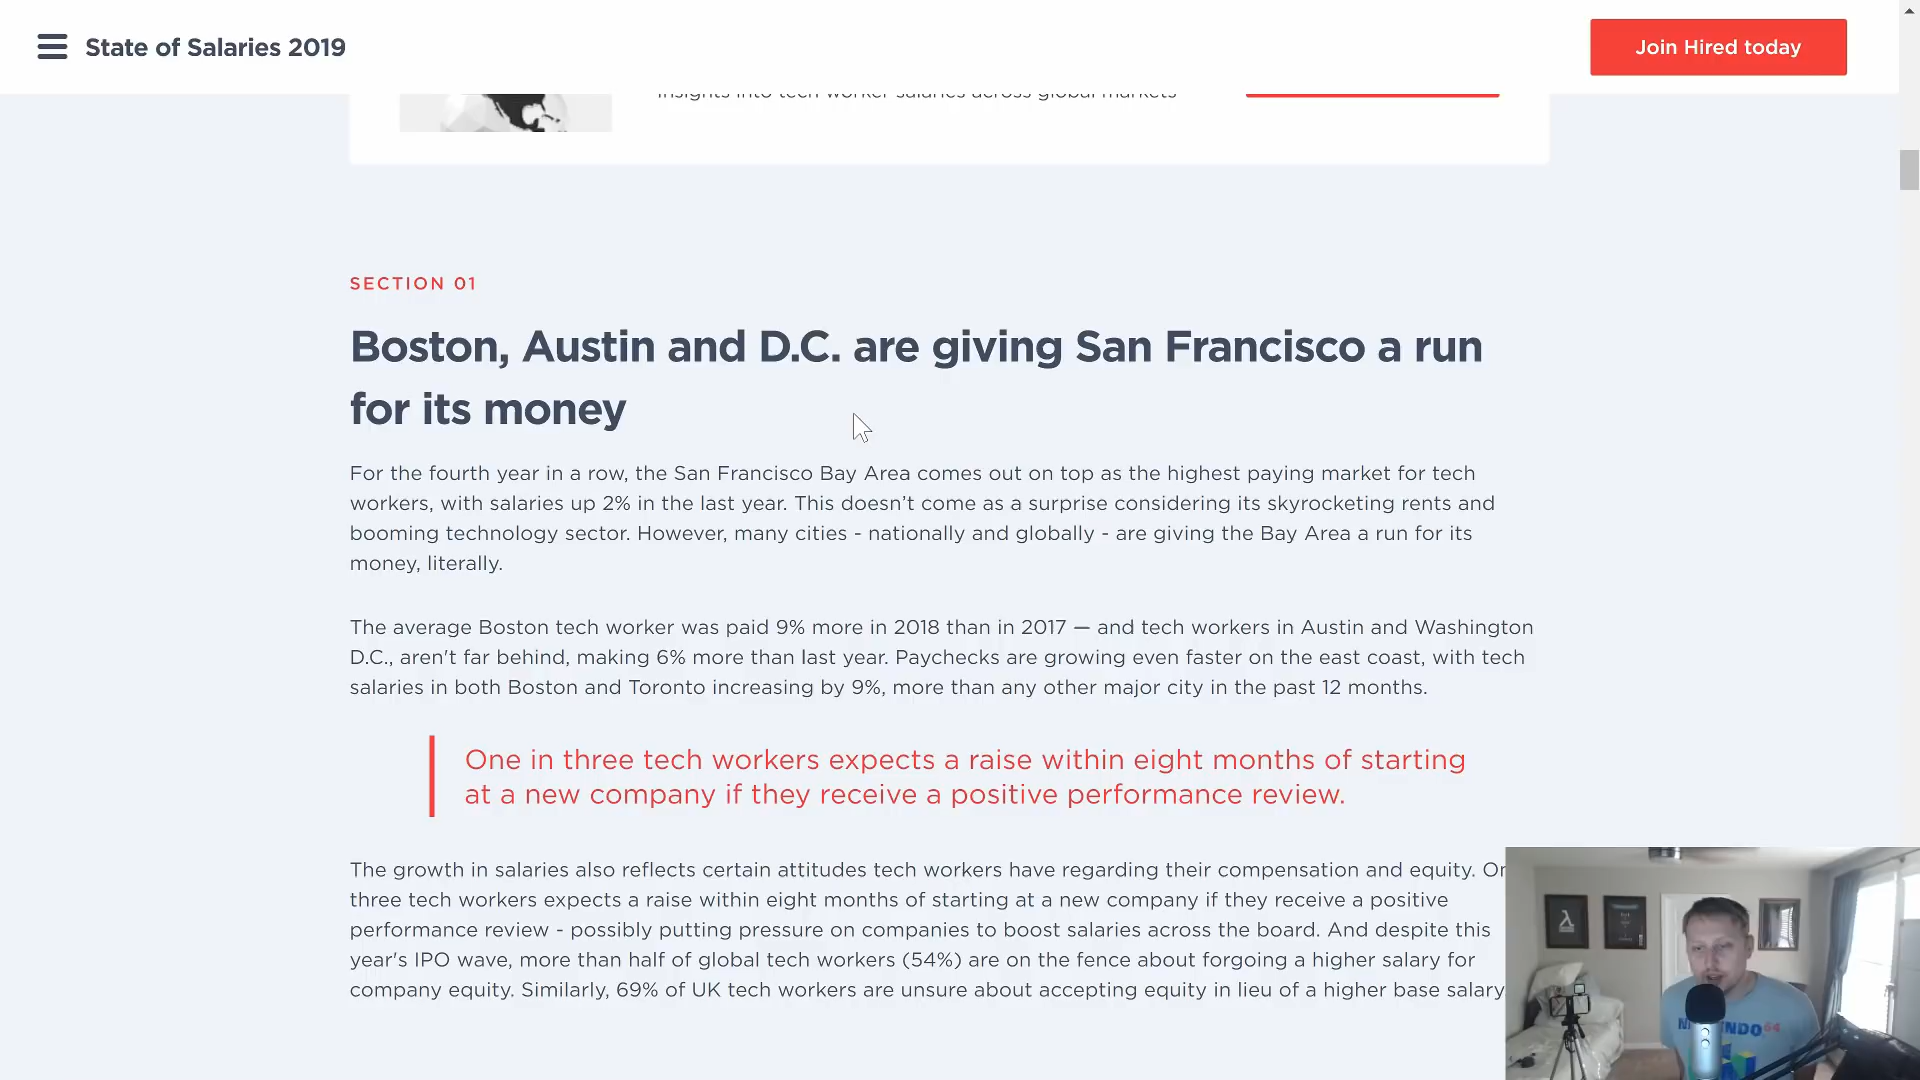 State of Salaries 2019
Join Hired today
Insights into tech worker salaries across global markets
SECTION 01
Boston, Austin and D.C. are giving San Francisco a run
for its money
For the fourth year in a row, the San Francisco Bay Area comes out on top as the highest paying market for tech
workers, with salaries up 2% in the last year. This doesn’t come as a surprise considering its skyrocketing rents and
booming technology sector. However, many cities - nationally and globally - are giving the Bay Area a run for its
money, literally.
The average Boston tech worker was paid 9% more in 2018 than in 2017 — and tech workers in Austin and Washington
D.C., aren't far behind, making 6% more than last year. Paychecks are growing even faster on the east coast, with tech
salaries in both Boston and Toronto increasing by 9%, more than any other major city in the past 12 months.
One in three tech workers expects a raise within eight months of starting
at a new company if they receive a positive performance review.
The growth in salaries also reflects certain attitudes tech workers have regarding their compensation and equity.
three tech workers expects a raise within eight months of starting at a new company if they receive a positive
performance review - possibly putting pressure on companies to boost salaries across the board. And despite this
year's IPO wave, more than half of global tech workers (54%) are on the fence about forgoing a higher salary for
company equity. Similarly, 69% of UK tech workers are unsure about accepting equity in lieu of a higher base salary.
64